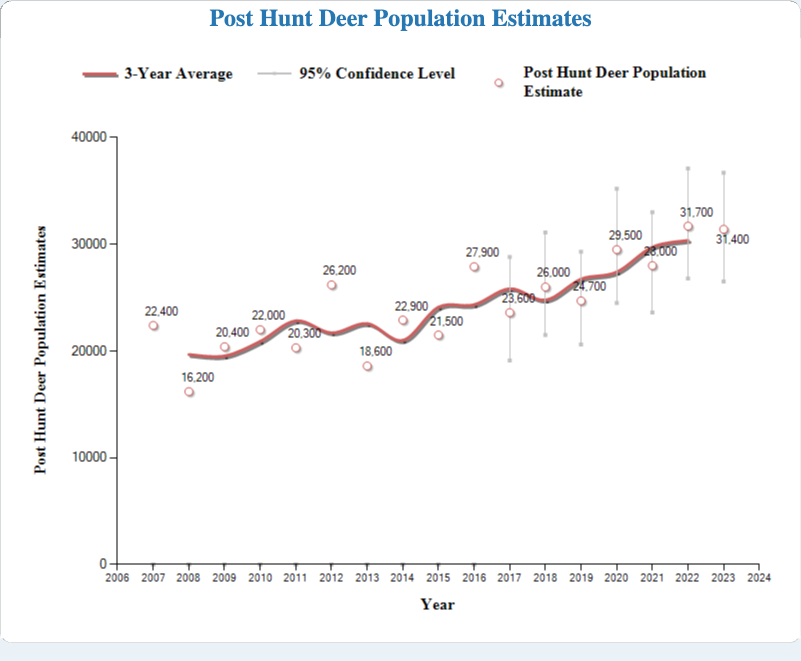 Post Hunt Deer Population Estimates
3-Year Average
95% Confidence Level
Post Hunt Deer Population
Estimate
Post Hunt Deer Population Estimates
40000
30000
20000
10000
0
22,400
16,200
20,400
22,000
20,300
26,200
18,600
22,900
21,500
27,900
23,600
26,000
24,700
29,500
28,000
31,700
31,400
2006 2007 2008 2009 2010 2011 2012 2013 2014 2015 2016 2017 2018 2019 2020 2021 2022 2023 2024
Year